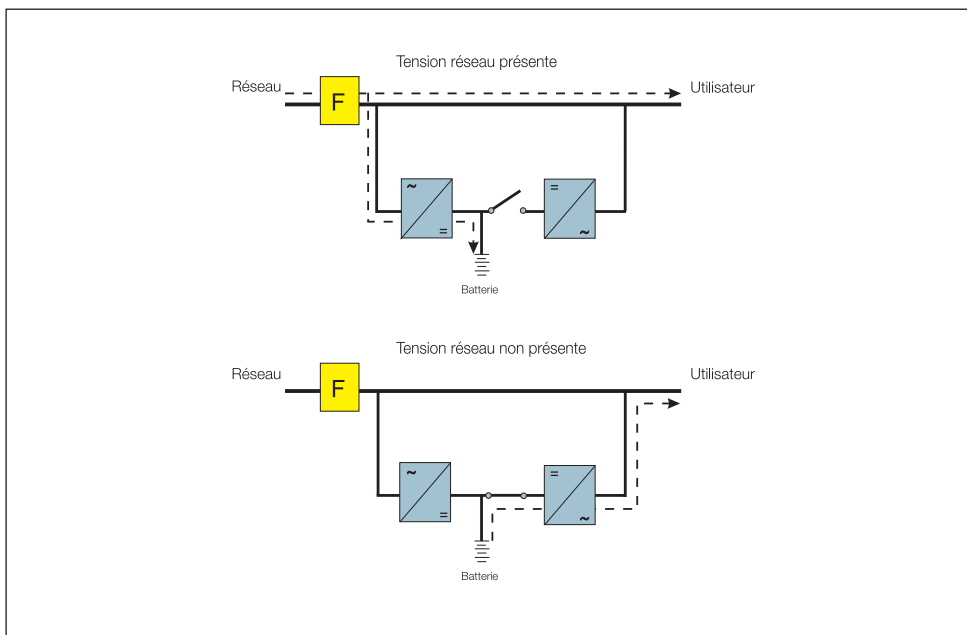 Tension réseau présente
Réseau
F
Utilisateur
~
=
=
~
Batterie
Tension réseau non présente
Réseau
F
Utilisateur
~
=
=
~
Batterie